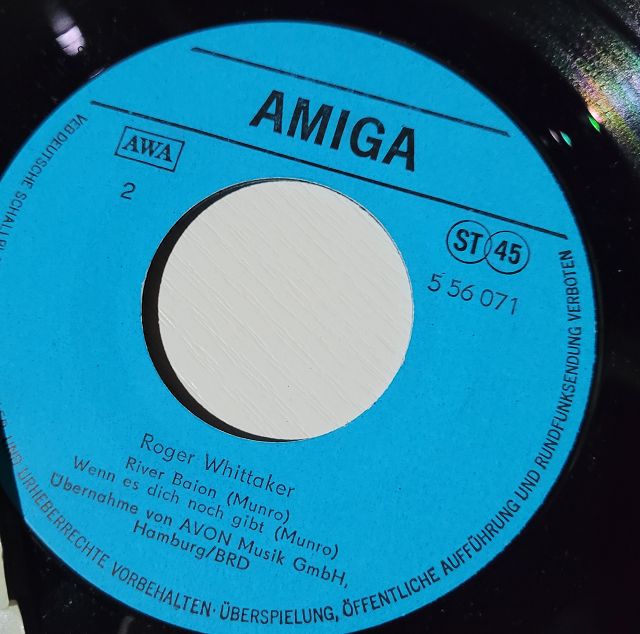 AMIGA
AWA
2
ST 45
5 56 071
Roger Whittaker
River Baion (Munro)
Wenn es dich noch gibt (Munro)
Übernahme von AVON Musik GmbH,
Hamburg/BRD
VEB DEUTSCHE
UND URHEBERRECHTE VORBEHALTEN · ÜBERSPIELUNG, ÖFFENTLICHE AUFFÜHRUNG UND RUNDFUNKSENDUNG VERBOTEN